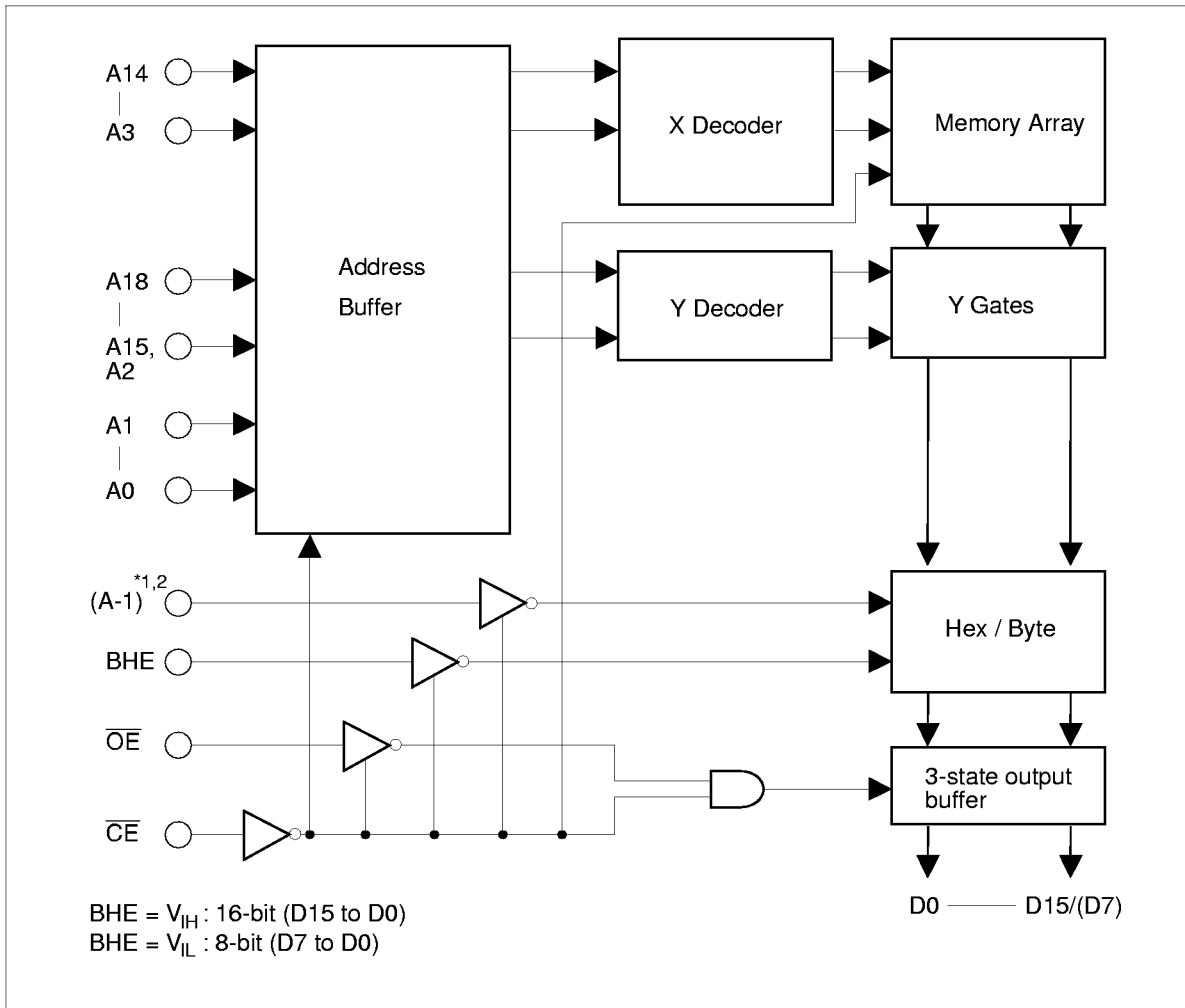 A14
A3
A18
A15,
A2
A1
A0
Address
Buffer
X Decoder
Memory Array
Y Decoder
Y Gates
(A-1)*1,2
BHE
OE
CE
Hex / Byte
3-state output
buffer
D0 D15/(D7)
BHE = VIH : 16-bit (D15 to D0)
BHE = VIL : 8-bit (D7 to D0)